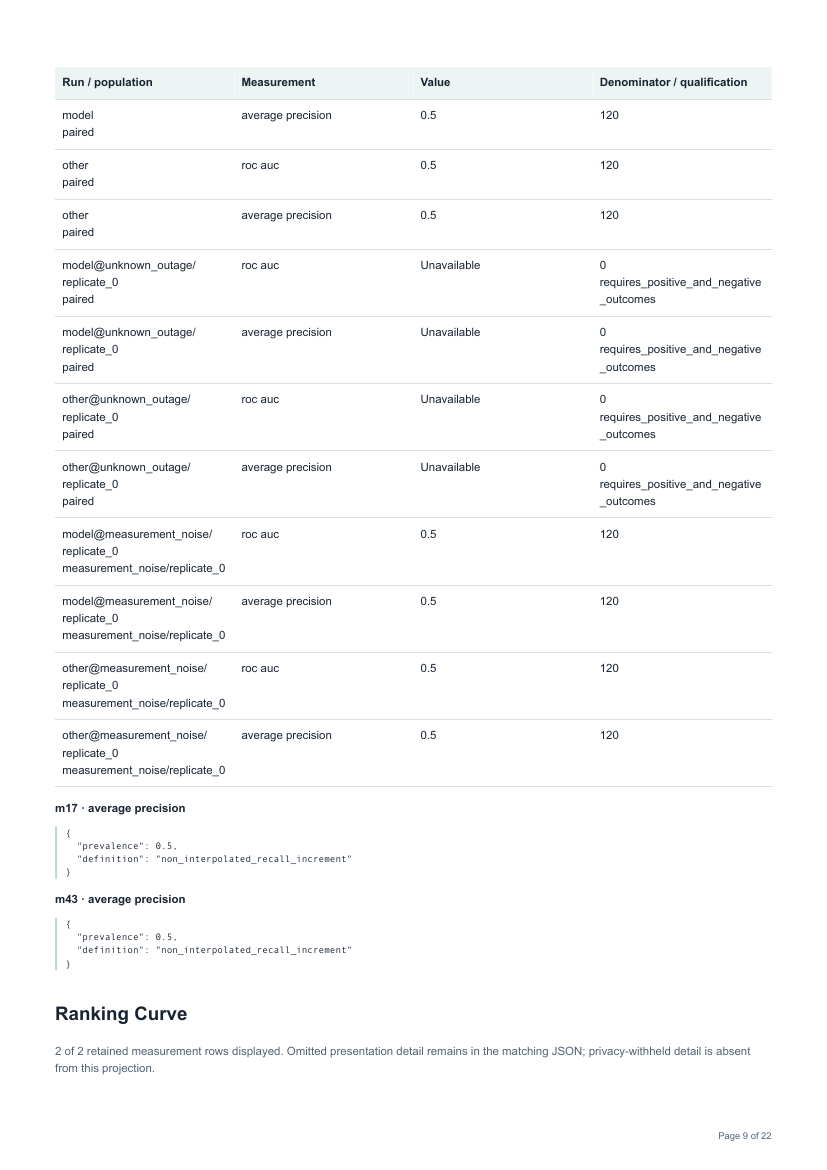 Run / population Measurement Value Denominator / qualification
model average precision 0.5 120
paired
other roc auc 0.5 120
paired
other average precision 0.5 120
paired
model@unknown_outage/ roc auc Unavailable 0
replicate_0 requires_positive_and_negative
paired _outcomes
model@unknown_outage/ average precision Unavailable 0
replicate_0 requires_positive_and_negative
paired _outcomes
other@unknown_outage/ roc auc Unavailable 0
replicate_0 requires_positive_and_negative
paired _outcomes
other@unknown_outage/ average precision Unavailable 0
replicate_0 requires_positive_and_negative
paired _outcomes
model@measurement_noise/ roc auc 0.5 120
replicate_0
measurement_noise/replicate_0
model@measurement_noise/ average precision 0.5 120
replicate_0
measurement_noise/replicate_0
other@measurement_noise/ roc auc 0.5 120
replicate_0
measurement_noise/replicate_0
other@measurement_noise/ average precision 0.5 120
replicate_0
measurement_noise/replicate_0
m17 · average precision
{
"prevalence": 0.5,
"definition": "non_interpolated_recall_increment"
}
m43 · average precision
{
"prevalence": 0.5,
"definition": "non_interpolated_recall_increment"
}
Ranking Curve
2 of 2 retained measurement rows displayed. Omitted presentation detail remains in the matching JSON; privacy-withheld detail is absent
from this projection.
Page 9 of 22